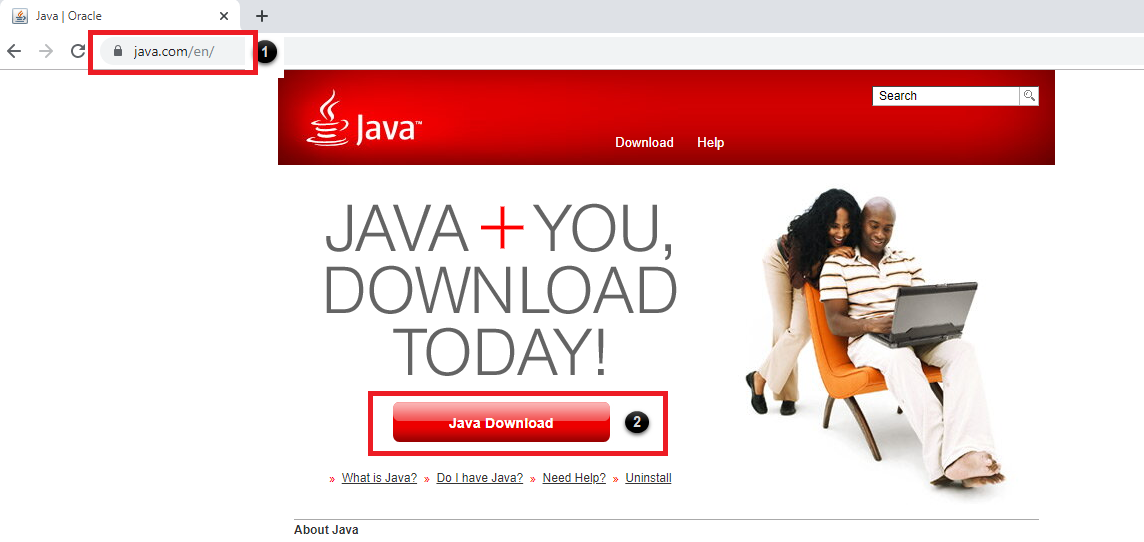 Java | Oracle
java.com/en/
1
Search
Java™
Download Help
JAVA + YOU,
DOWNLOAD
TODAY!
Java Download
2
» What is Java? » Do I have Java? » Need Help? » Uninstall
About Java